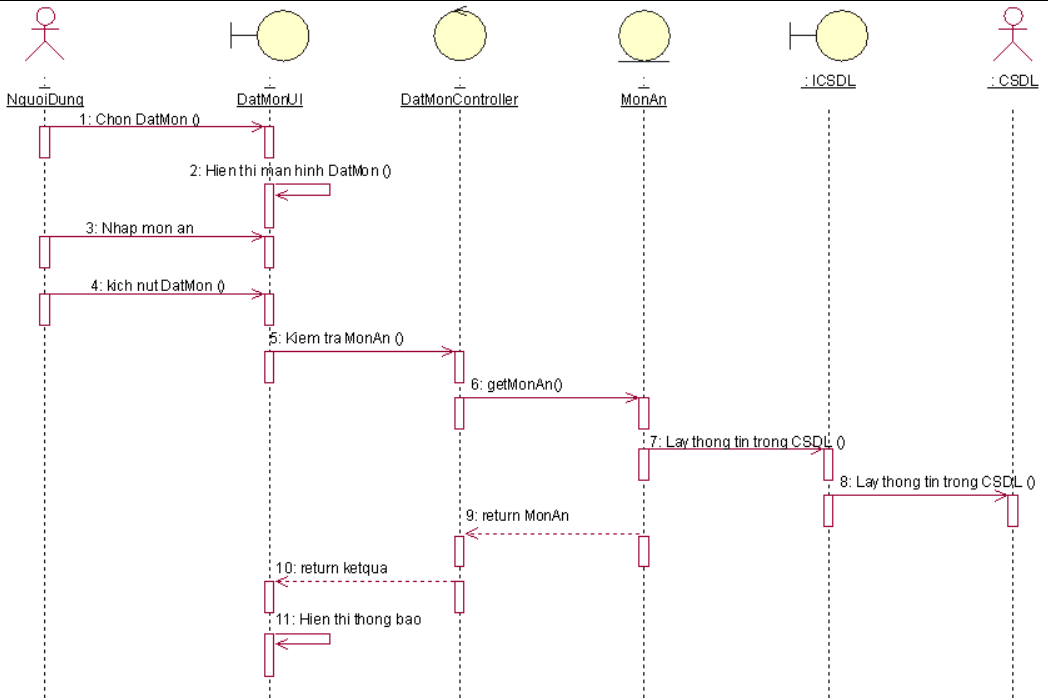 : ICSDL
: CSDL
:
NguoiDung
:
DatMonUI
:
DatMonController
:
MonAn
1: Chon DatMon ()
2: Hien thi man hinh DatMon ()
3: Nhap mon an
4: kich nut DatMon ()
5: Kiem tra MonAn ()
6: getMonAn()
7: Lay thong tin trong CSDL ()
8: Lay thong tin trong CSDL ()
9: return MonAn
10: return ketqua
11: Hien thi thong bao